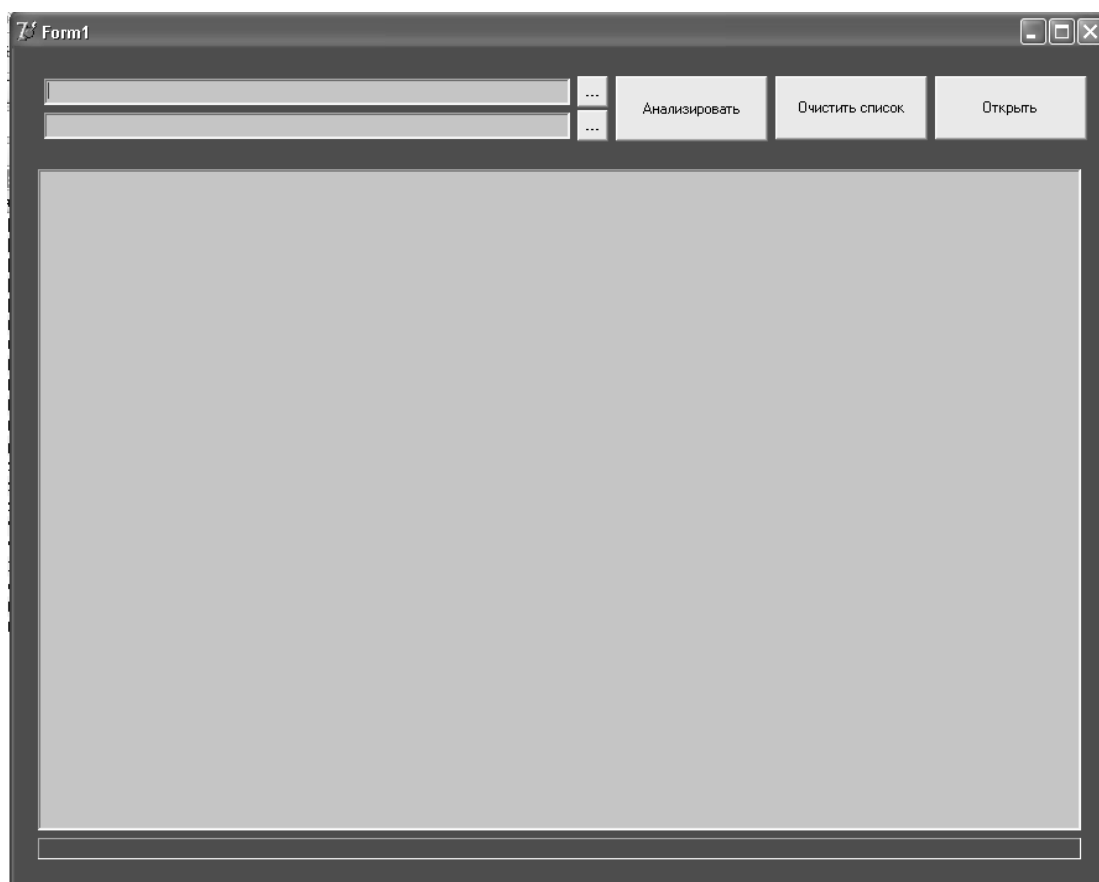 Form1
...
Анализировать
Очистить список
Открыть
...